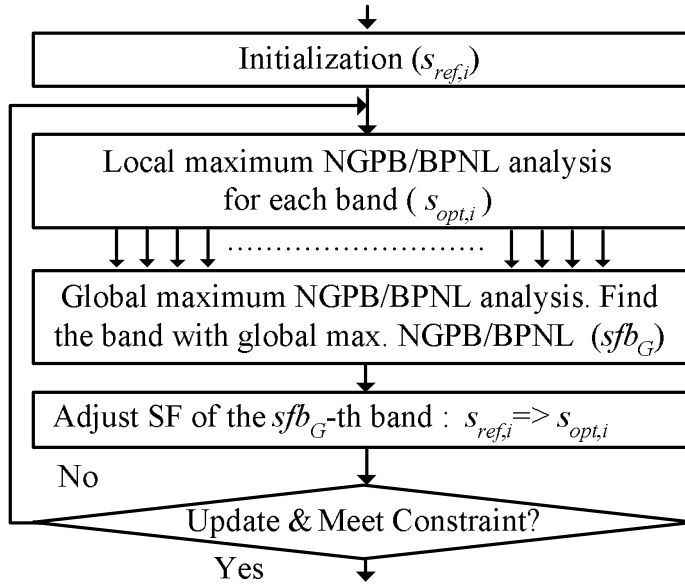 Initialization (s_ref,i)
Local maximum NGPB/BPNL analysis
for each band ( s_opt,i )
Global maximum NGPB/BPNL analysis. Find
the band with global max. NGPB/BPNL (sfb_G)
Adjust SF of the sfb_G-th band : s_ref,i=> s_opt,i
No
Update & Meet Constraint?
Yes